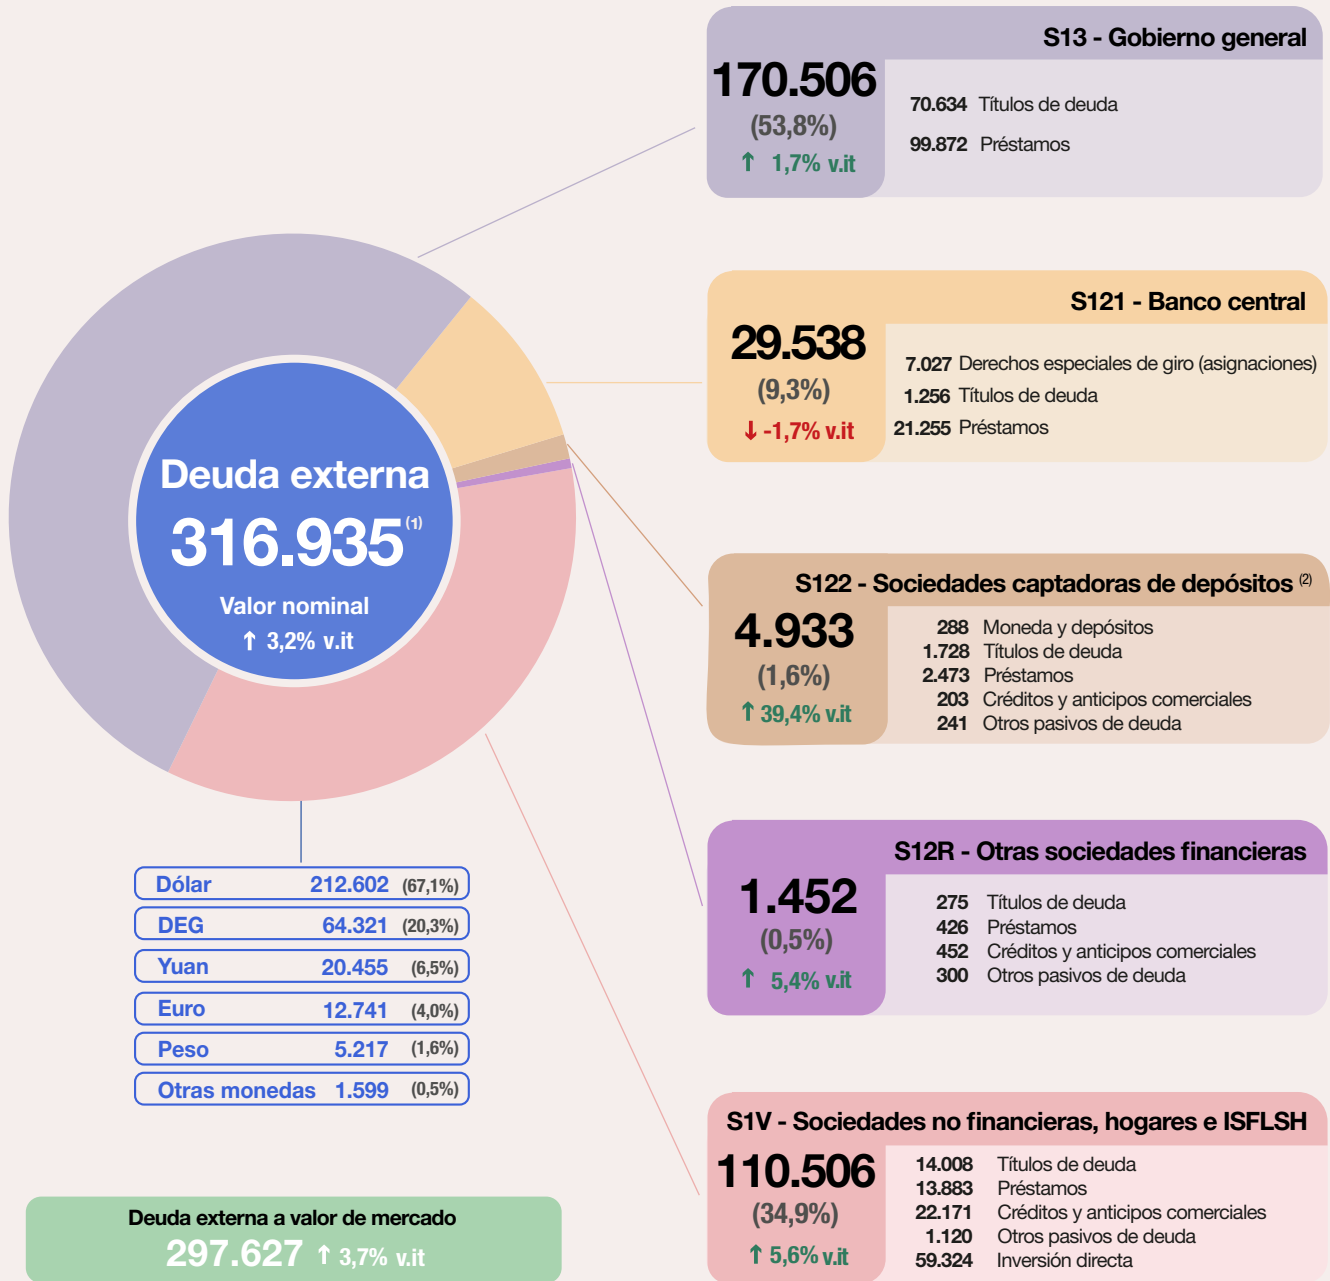 S13 - Gobierno general
170.506
(53,8%)
↑ 1,7% v.it
70.634 Títulos de deuda
99.872 Préstamos
S121 - Banco central
29.538
(9,3%)
↓ -1,7% v.it
7.027 Derechos especiales de giro (asignaciones)
1.256 Títulos de deuda
21.255 Préstamos
Deuda externa
316.935(1)
Valor nominal
↑ 3,2% v.it
S122 - Sociedades captadoras de depósitos (2)
4.933
(1,6%)
↑ 39,4% v.it
288 Moneda y depósitos
1.728 Títulos de deuda
2.473 Préstamos
203 Créditos y anticipos comerciales
241 Otros pasivos de deuda
S12R - Otras sociedades financieras
1.452
(0,5%)
↑ 5,4% v.it
275 Títulos de deuda
426 Préstamos
452 Créditos y anticipos comerciales
300 Otros pasivos de deuda
Dólar 212.602 (67,1%)
DEG 64.321 (20,3%)
Yuan 20.455 (6,5%)
Euro 12.741 (4,0%)
Peso 5.217 (1,6%)
Otras monedas 1.599 (0,5%)
S1V - Sociedades no financieras, hogares e ISFLSH
110.506
(34,9%)
↑ 5,6% v.it
14.008 Títulos de deuda
13.883 Préstamos
22.171 Créditos y anticipos comerciales
1.120 Otros pasivos de deuda
59.324 Inversión directa
Deuda externa a valor de mercado
297.627 ↑ 3,7% v.it